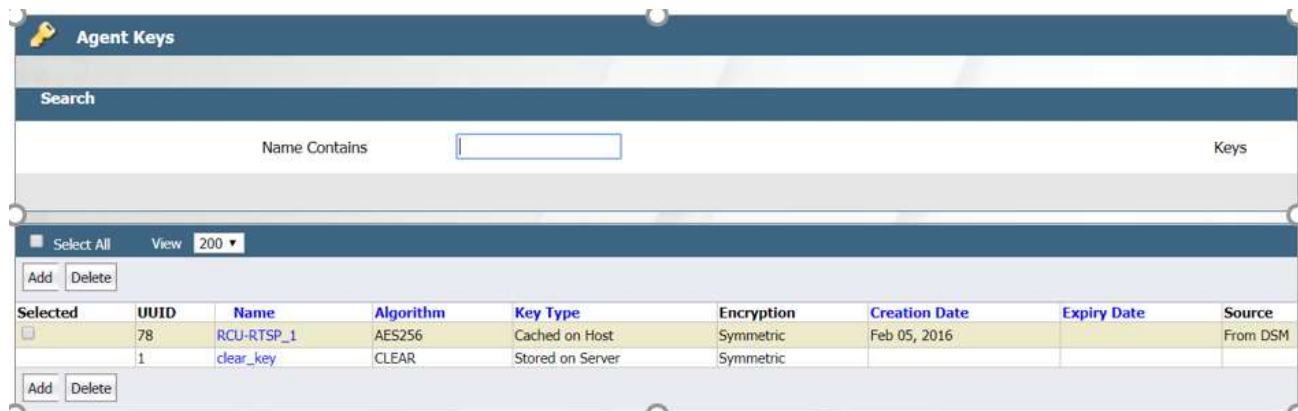 Agent Keys
Search
Name Contains Keys
Select All View 200
Add Delete
Selected UUID Name Algorithm Key Type Encryption Creation Date Expiry Date Source
78 RCU-RTSP_1 AES256 Cached on Host Symmetric Feb 05, 2016 From DSM
1 clear_key CLEAR Stored on Server Symmetric
Add Delete